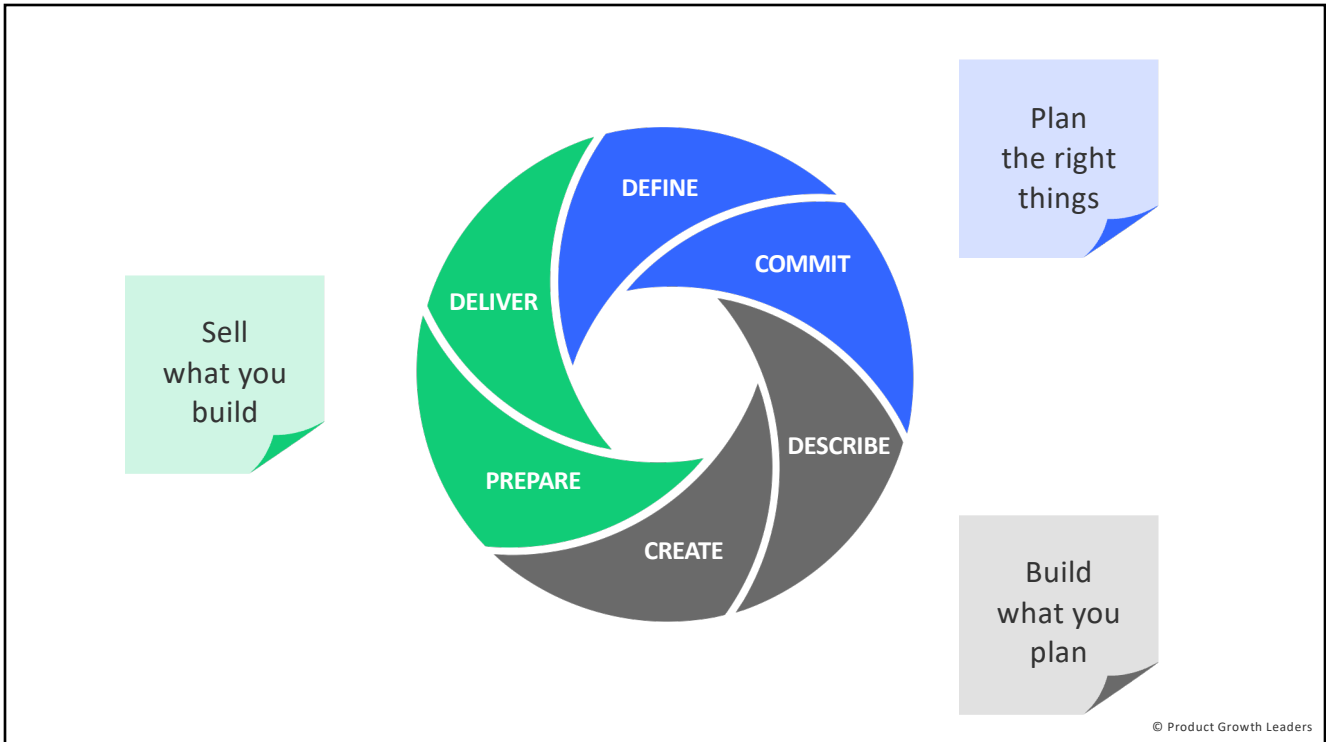 DEFINE
COMMIT
DESCRIBE
CREATE
PREPARE
DELIVER
Plan
the right
things
Build
what you
plan
Sell
what you
build
© Product Growth Leaders